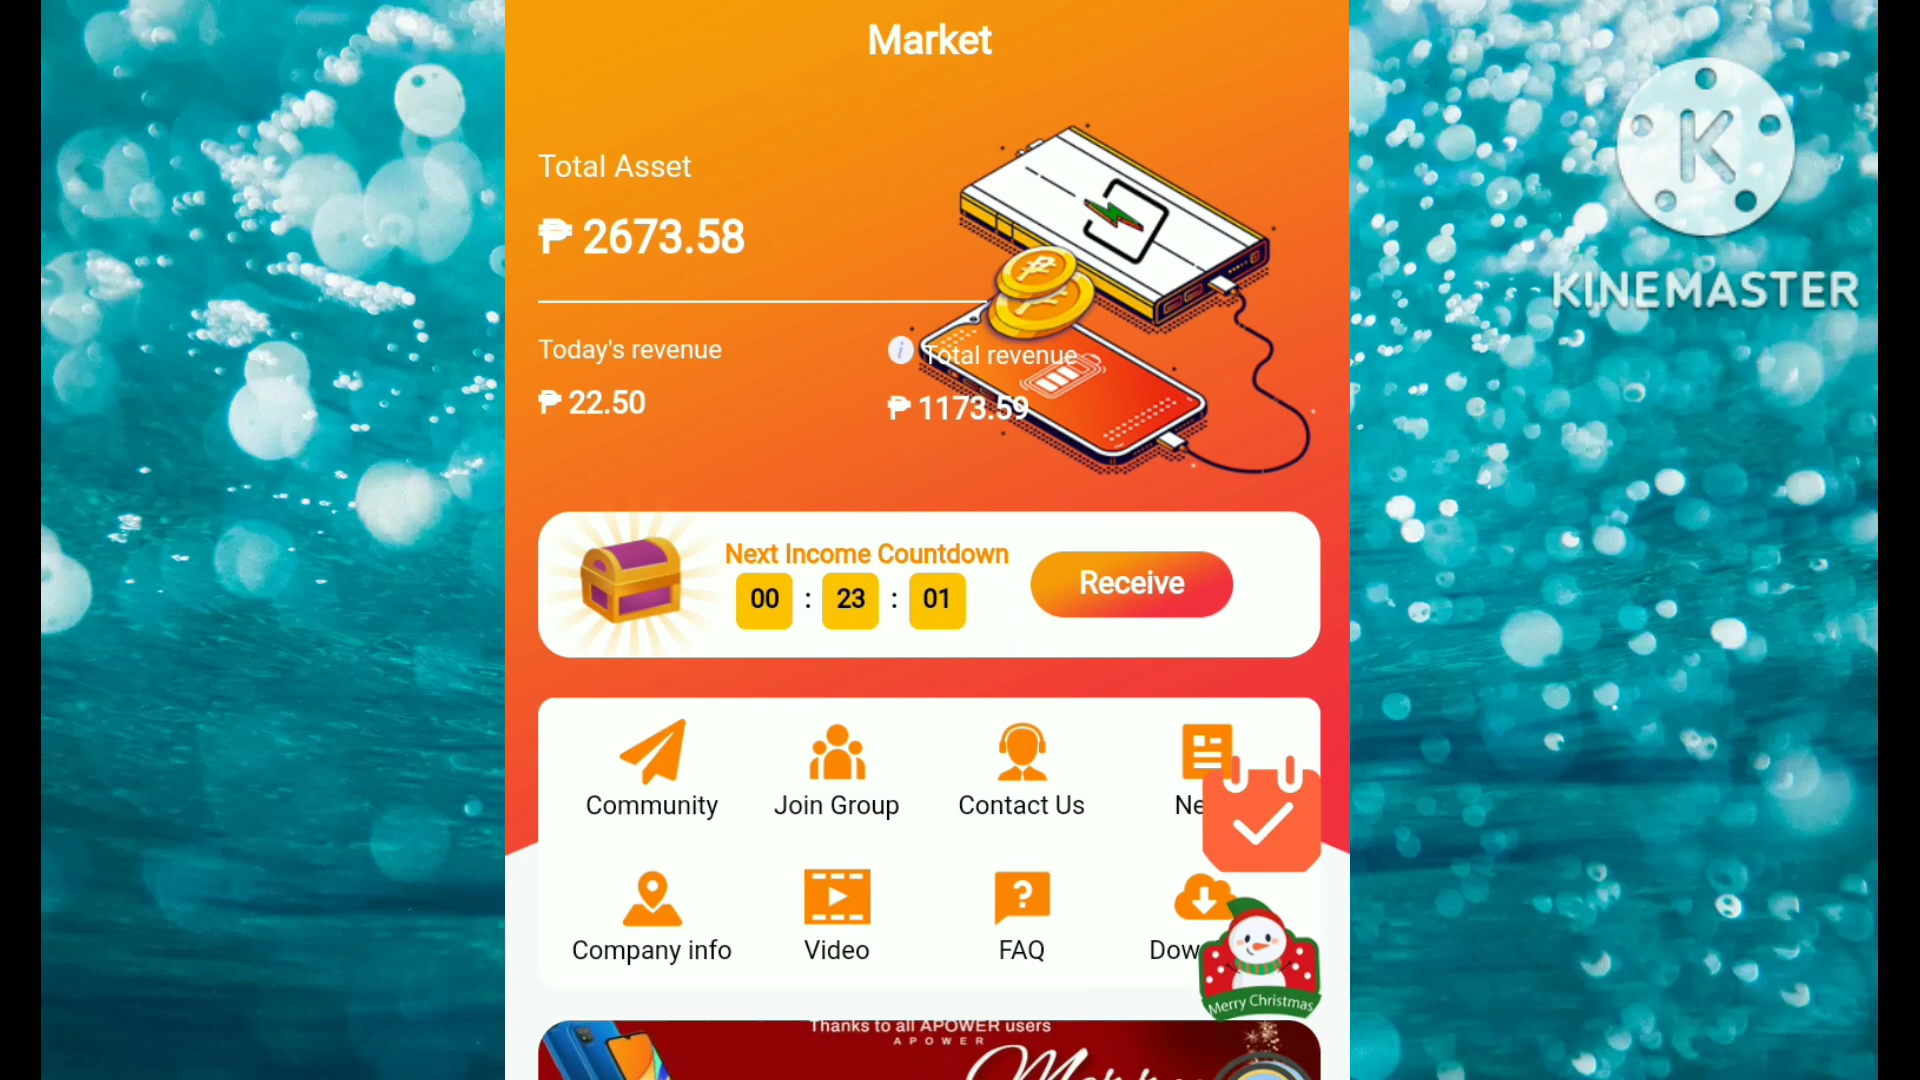 Market
K
KINEMASTER
Total Asset
₱ 2673.58
Today's revenue
₱ 22.50
i Total revenue
₱ 1173.59
Next Income Countdown
00 : 23 : 01
Receive
Community
Join Group
Contact Us
Company info
Video
FAQ
Merry Christmas
Thanks to all APOWER users
APOWER